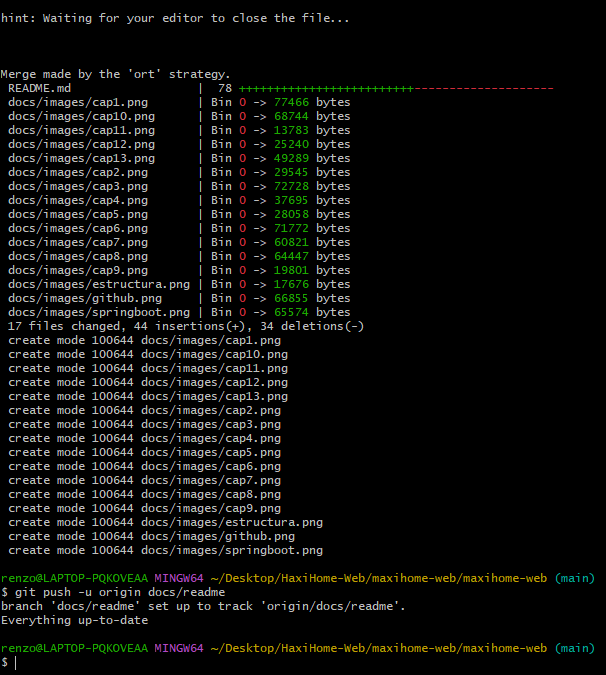 hint: Waiting for your editor to close the file...
Merge made by the 'ort' strategy.
README.md | 78 +++++++++++++++++++++++++--------------------
docs/images/cap1.png | Bin 0 -> 77466 bytes
docs/images/cap10.png | Bin 0 -> 68744 bytes
docs/images/cap11.png | Bin 0 -> 13783 bytes
docs/images/cap12.png | Bin 0 -> 25240 bytes
docs/images/cap13.png | Bin 0 -> 49289 bytes
docs/images/cap2.png | Bin 0 -> 29545 bytes
docs/images/cap3.png | Bin 0 -> 72728 bytes
docs/images/cap4.png | Bin 0 -> 37695 bytes
docs/images/cap5.png | Bin 0 -> 28058 bytes
docs/images/cap6.png | Bin 0 -> 71772 bytes
docs/images/cap7.png | Bin 0 -> 60821 bytes
docs/images/cap8.png | Bin 0 -> 64447 bytes
docs/images/cap9.png | Bin 0 -> 19801 bytes
docs/images/estructura.png | Bin 0 -> 17676 bytes
docs/images/github.png | Bin 0 -> 66855 bytes
docs/images/springboot.png | Bin 0 -> 65574 bytes
17 files changed, 44 insertions(+), 34 deletions(-)
create mode 100644 docs/images/cap1.png
create mode 100644 docs/images/cap10.png
create mode 100644 docs/images/cap11.png
create mode 100644 docs/images/cap12.png
create mode 100644 docs/images/cap13.png
create mode 100644 docs/images/cap2.png
create mode 100644 docs/images/cap3.png
create mode 100644 docs/images/cap4.png
create mode 100644 docs/images/cap5.png
create mode 100644 docs/images/cap6.png
create mode 100644 docs/images/cap7.png
create mode 100644 docs/images/cap8.png
create mode 100644 docs/images/cap9.png
create mode 100644 docs/images/estructura.png
create mode 100644 docs/images/github.png
create mode 100644 docs/images/springboot.png
renzo@LAPTOP-PQKOVEAA MINGW64 ~/Desktop/HaxiHome-Web/maxihome-web/maxihome-web (main)
$ git push -u origin docs/readme
branch 'docs/readme' set up to track 'origin/docs/readme'.
Everything up-to-date
renzo@LAPTOP-PQKOVEAA MINGW64 ~/Desktop/HaxiHome-Web/maxihome-web/maxihome-web (main)
$